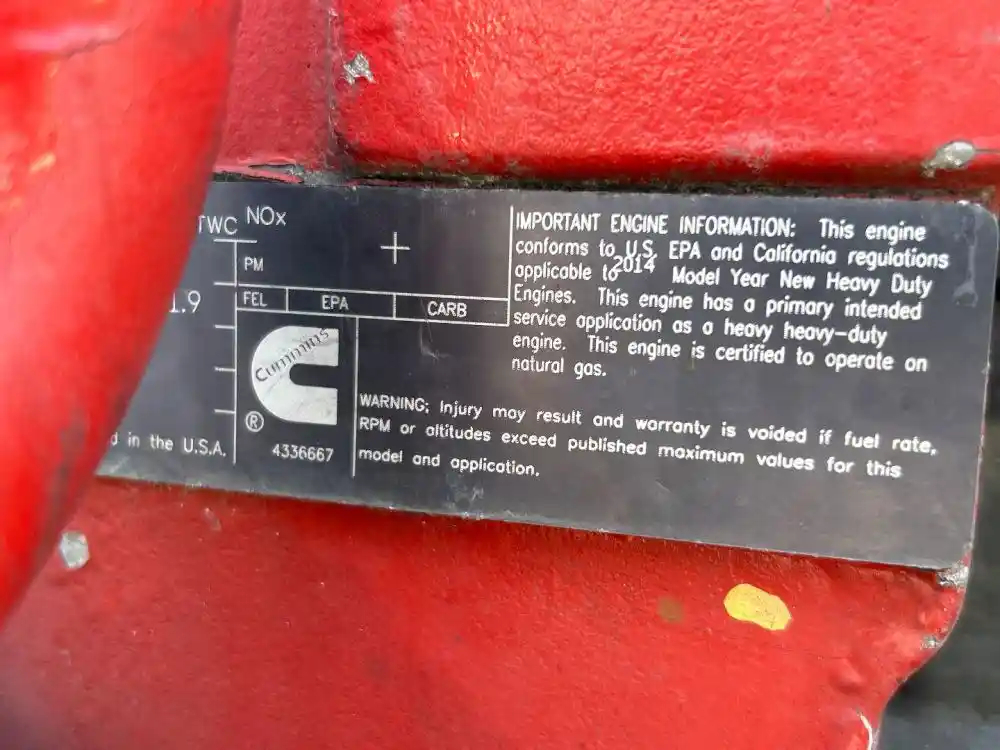 TWC NOx
PM
1.9
FEL EPA CARB
Cummins
®
4336667
d in the U.S.A.
IMPORTANT ENGINE INFORMATION: This engine
conforms to U.S. EPA and California regulations
applicable to 2014 Model Year New Heavy Duty
Engines. This engine has a primary intended
service application as a heavy heavy-duty
engine. This engine is certified to operate on
natural gas.
WARNING; Injury may result and warranty is voided if fuel rate,
RPM or altitudes exceed published maximum values for this
model and application.